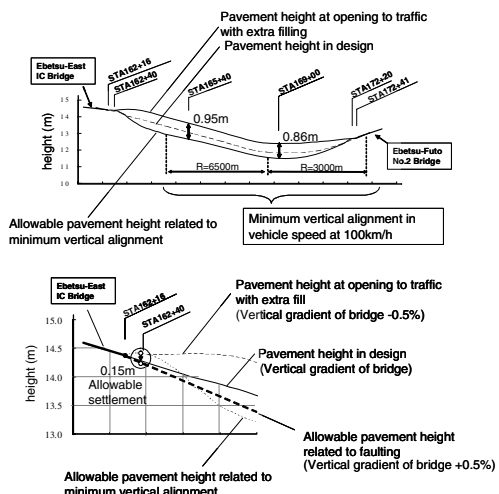 Pavement height at opening to traffic
with extra filling
Pavement height in design
Ebetsu-East
IC Bridge
STA162+16
STA162+40
STA165+40
STA169+00
STA172+20
STA172+41
15
14
13
12
11
10
height (m)
0.95m
0.86m
R=6500m
R=3000m
Ebetsu-Futo
No.2 Bridge
Allowable pavement height related to
minimum vertical alignment
Minimum vertical alignment in
vehicle speed at 100km/h
Ebetsu-East
IC Bridge
STA162+16
STA162+40
Pavement height at opening to traffic
with extra fill
(Vertical gradient of bridge -0.5%)
15.0
14.5
14.0
13.5
13.0
height (m)
0.15m
Allowable
settlement
Pavement height in design
(Vertical gradient of bridge)
Allowable pavement height
related to faulting
(Vertical gradient of bridge +0.5%)
Allowable pavement height related to
minimum vertical alignment